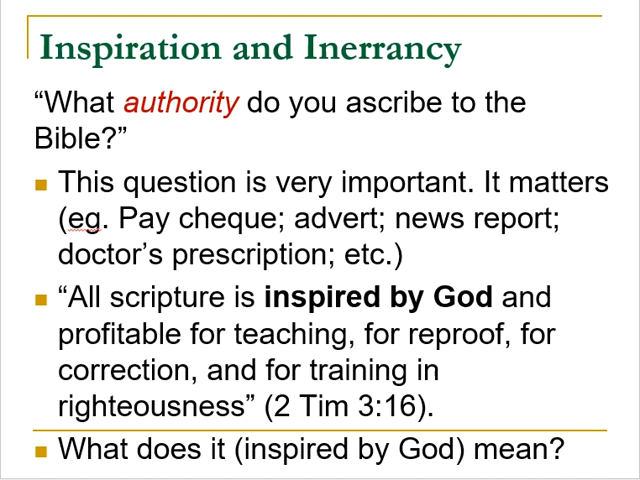 Inspiration and Inerrancy
“What authority do you ascribe to the
Bible?”
This question is very important. It matters
(eg. Pay cheque; advert; news report;
doctor’s prescription; etc.)
“All scripture is inspired by God and
profitable for teaching, for reproof, for
correction, and for training in
righteousness” (2 Tim 3:16).
What does it (inspired by God) mean?